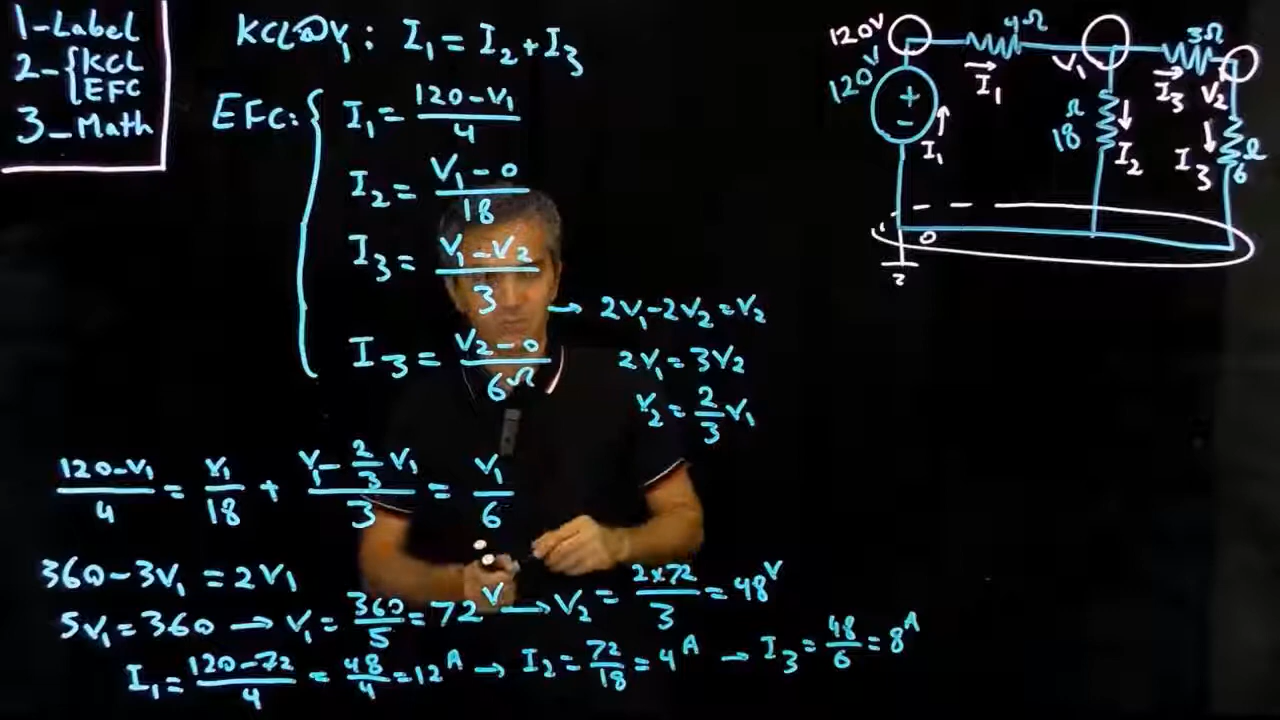 1-Label
2-{KCL
EFC
3-Math
KCL@V₁: I₁ = I₂ + I₃
EFC:{
I₁ = (120 - V₁)/4
I₂ = (V₁ - 0)/18
I₃ = (V₁ - V₂)/3
→ 2V₁ - 2V₂ = V₂
I₃ = (V₂ - 0)/6Ω
2V₁ = 3V₂
V₂ = 2/3 V₁
(120 - V₁)/4 = V₁/18 + (V₁ - 2/3 V₁)/3 = V₁/6
360 - 3V₁ = 2V₁
5V₁ = 360 → V₁ = 360/5 = 72ⱽ → V₂ = (2×72)/3 = 48ⱽ
I₁ = (120 - 72)/4 = 48/4 = 12ᴬ → I₂ = 72/18 = 4ᴬ → I₃ = 48/6 = 8ᴬ
120V
4Ω
3Ω
120V
+
-
I₁
V₁
I₃
V₂
I₁
Ω
18
I₂
I₃
Ω
6
0